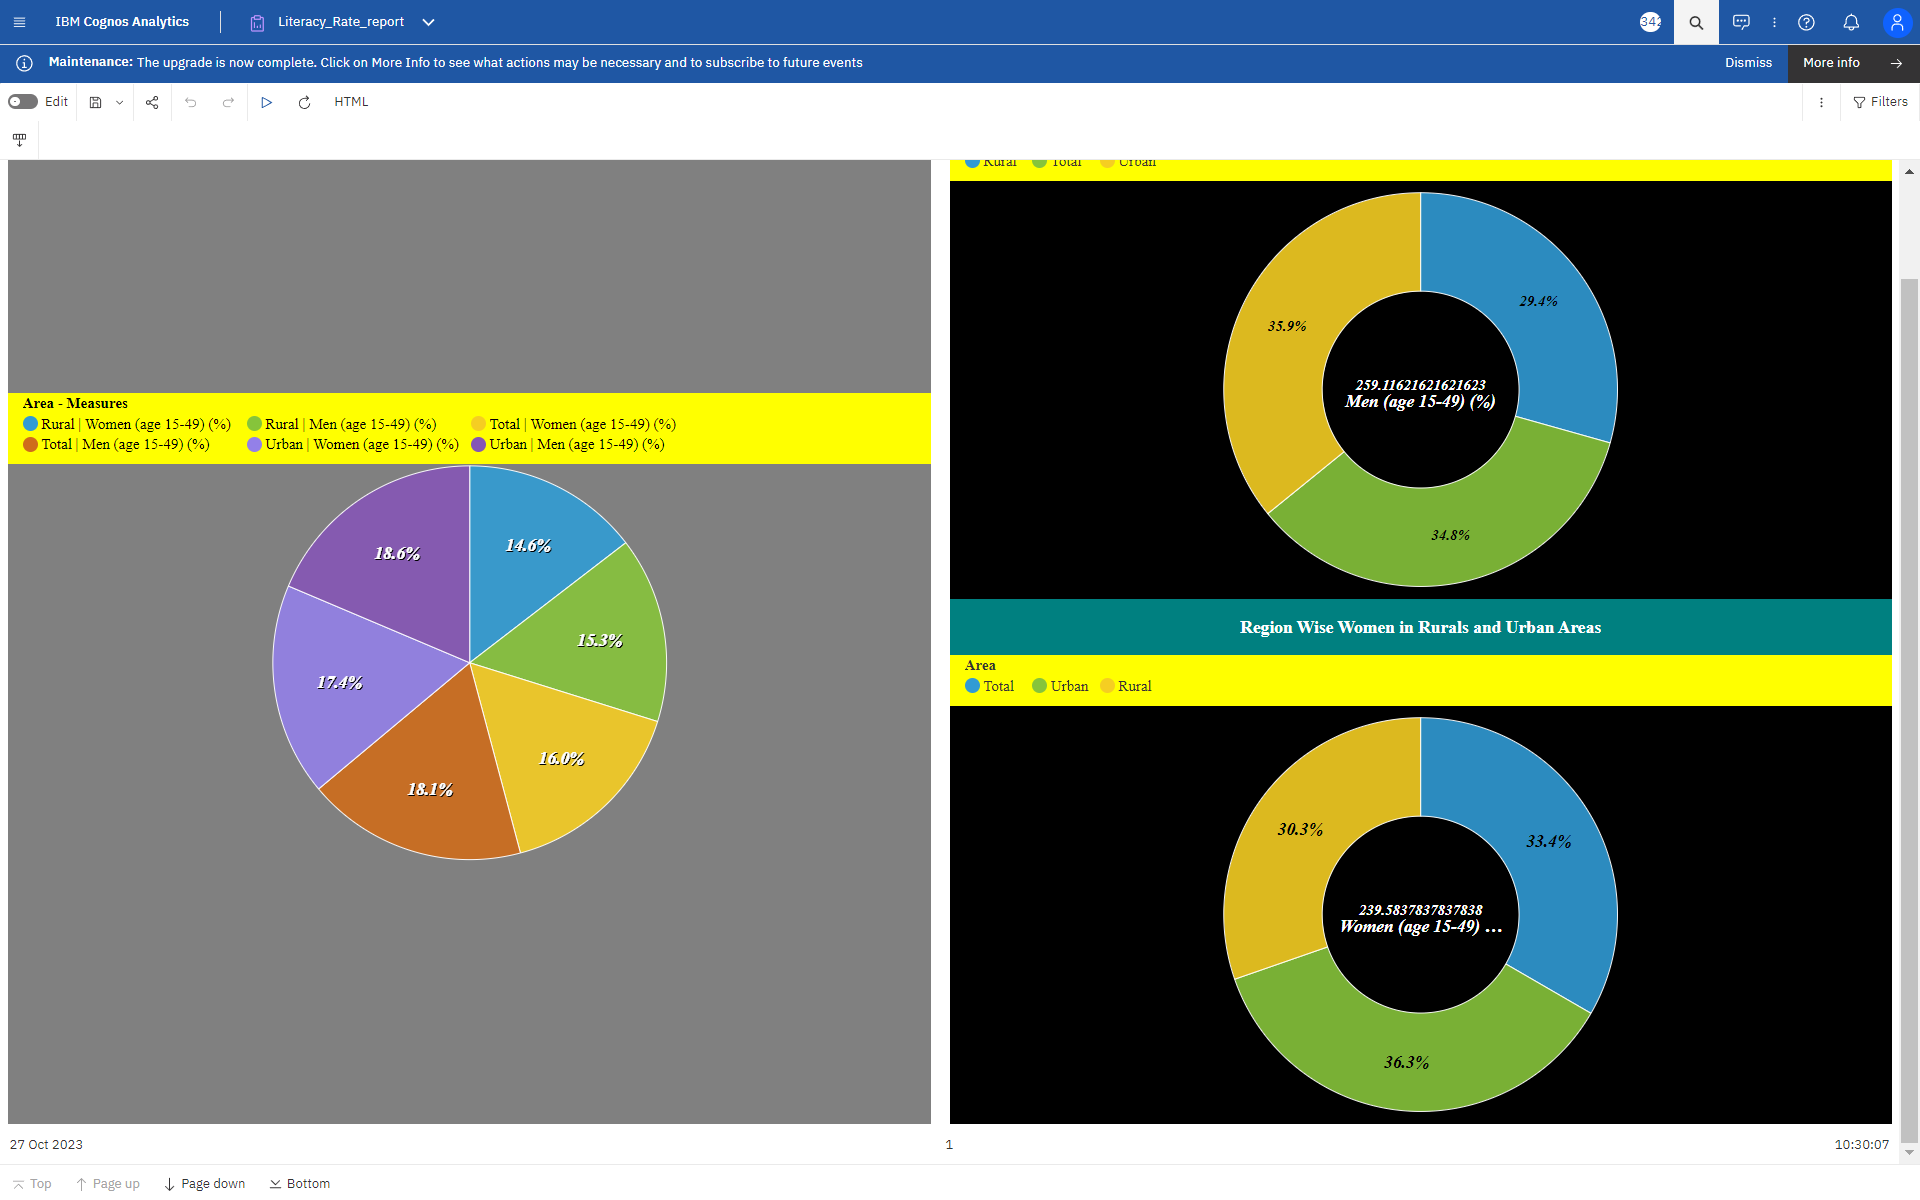 IBM Cognos Analytics
Literacy_Rate_report
342
Maintenance: The upgrade is now complete. Click on More Info to see what actions may be necessary and to subscribe to future events
Dismiss
More info
Edit
HTML
Filters
Area - Measures
Rural | Women (age 15-49) (%)
Rural | Men (age 15-49) (%)
Total | Women (age 15-49) (%)
Total | Men (age 15-49) (%)
Urban | Women (age 15-49) (%)
Urban | Men (age 15-49) (%)
18.6%
14.6%
15.3%
17.4%
16.0%
18.1%
Rural
Total
Urban
29.4%
35.9%
259.11621621621623
Men (age 15-49) (%)
34.8%
Region Wise Women in Rurals and Urban Areas
Area
Total
Urban
Rural
30.3%
33.4%
239.5837837837838
Women (age 15-49) ...
36.3%
27 Oct 2023
1
10:30:07
Top
Page up
Page down
Bottom